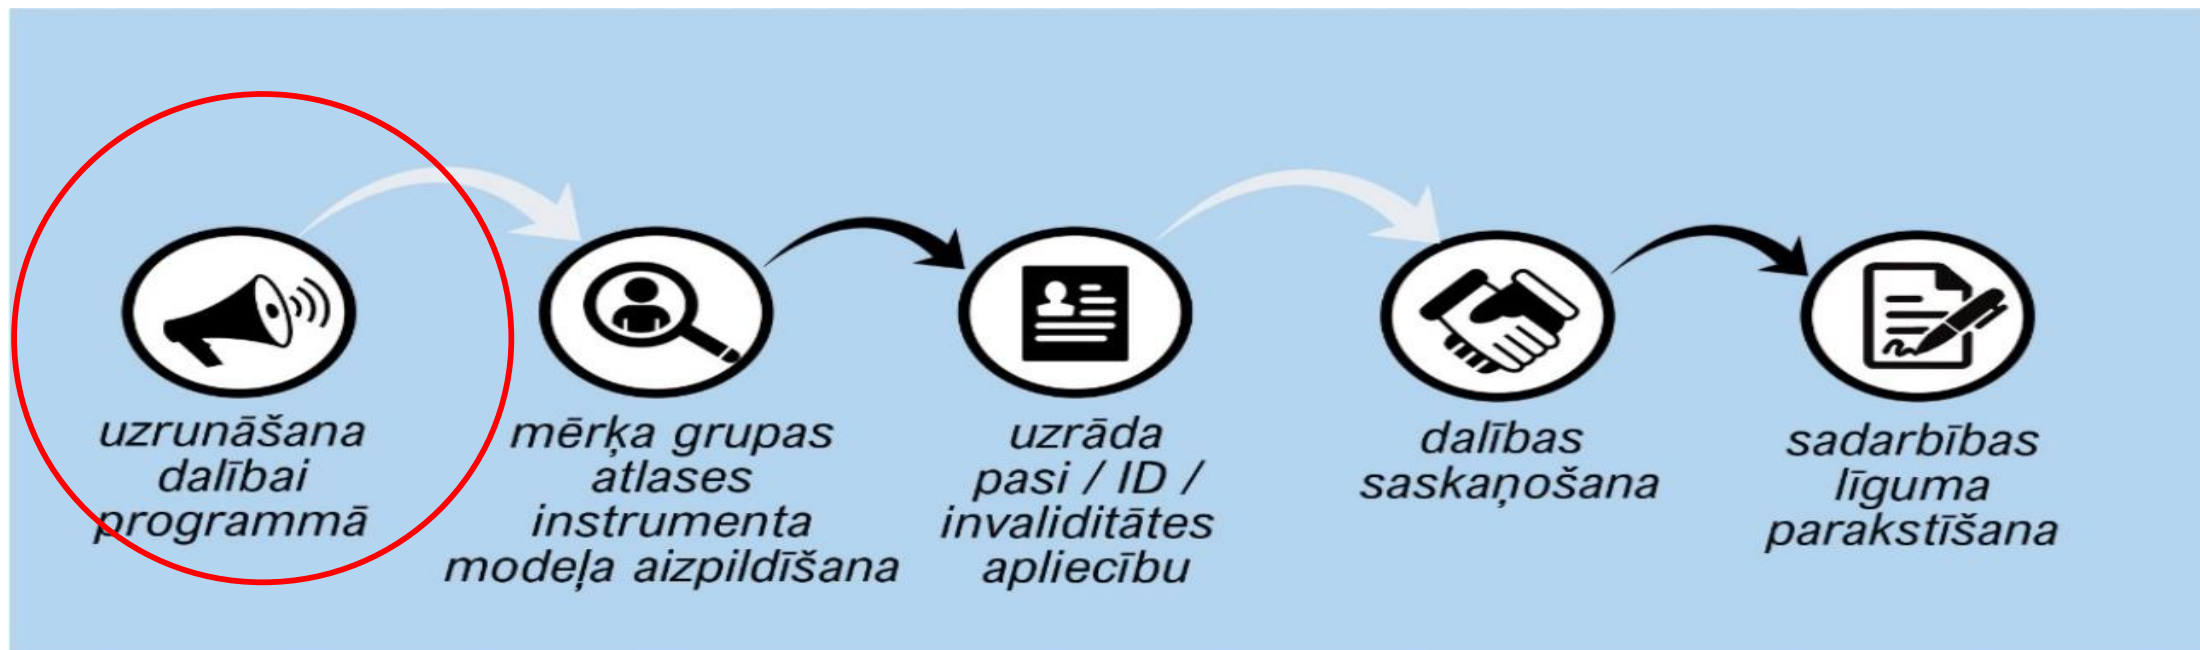 uzrunāšana
dalībai
programmā
mērķa grupas
atlases
instrumenta
modeļa aizpildīšana
uzrāda
pasi / ID /
invaliditātes
apliecību
dalības
saskaņošana
sadarbības
līguma
parakstīšana